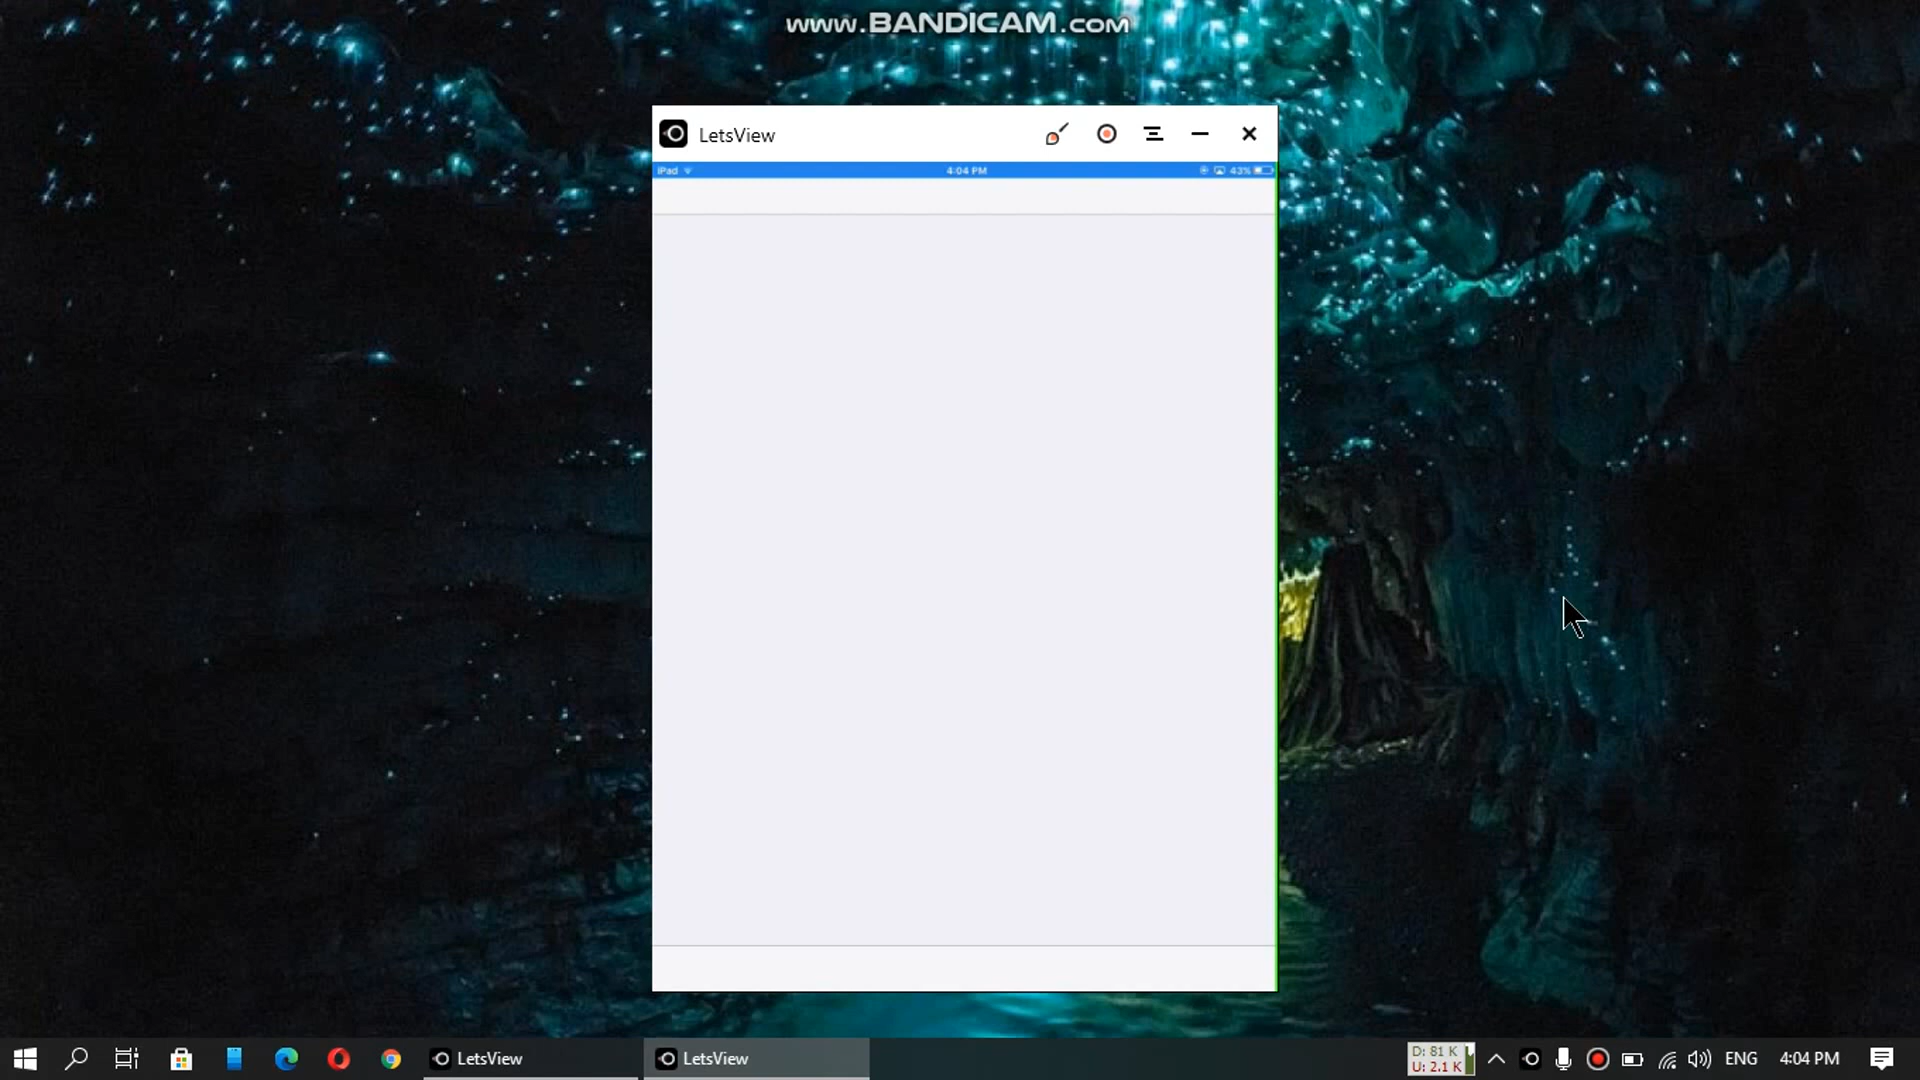 www.BANDICAM.com
LetsView
iPad 4:04 PM 43%
LetsView LetsView D: 81 K ENG 4:04 PM
U: 2.1 K